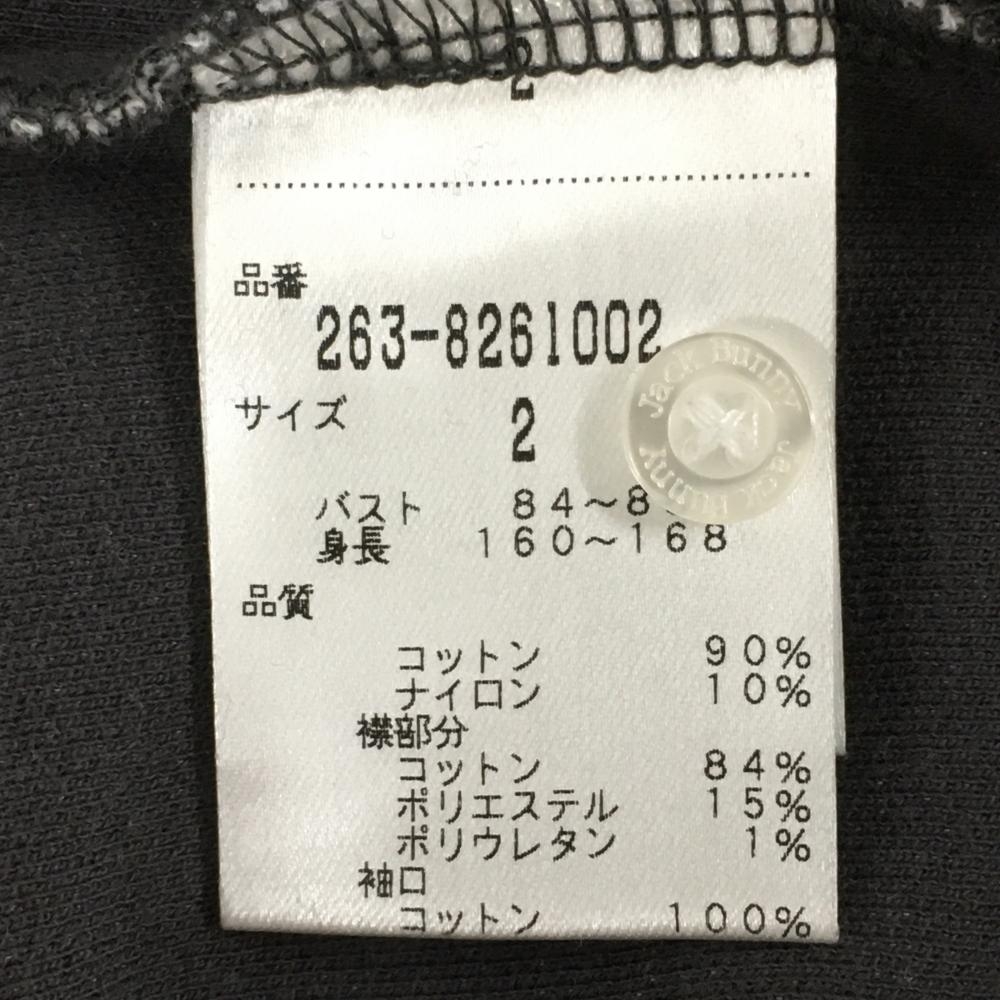 2
品番
263-8261002
サイズ 2
バスト 84～8
身長 160～168
品質
コットン 90%
ナイロン 10%
襟部分
コットン 84%
ポリエステル 15%
ポリウレタン 1%
袖口
コットン 100%
Jack Bunny
Jack Bunny